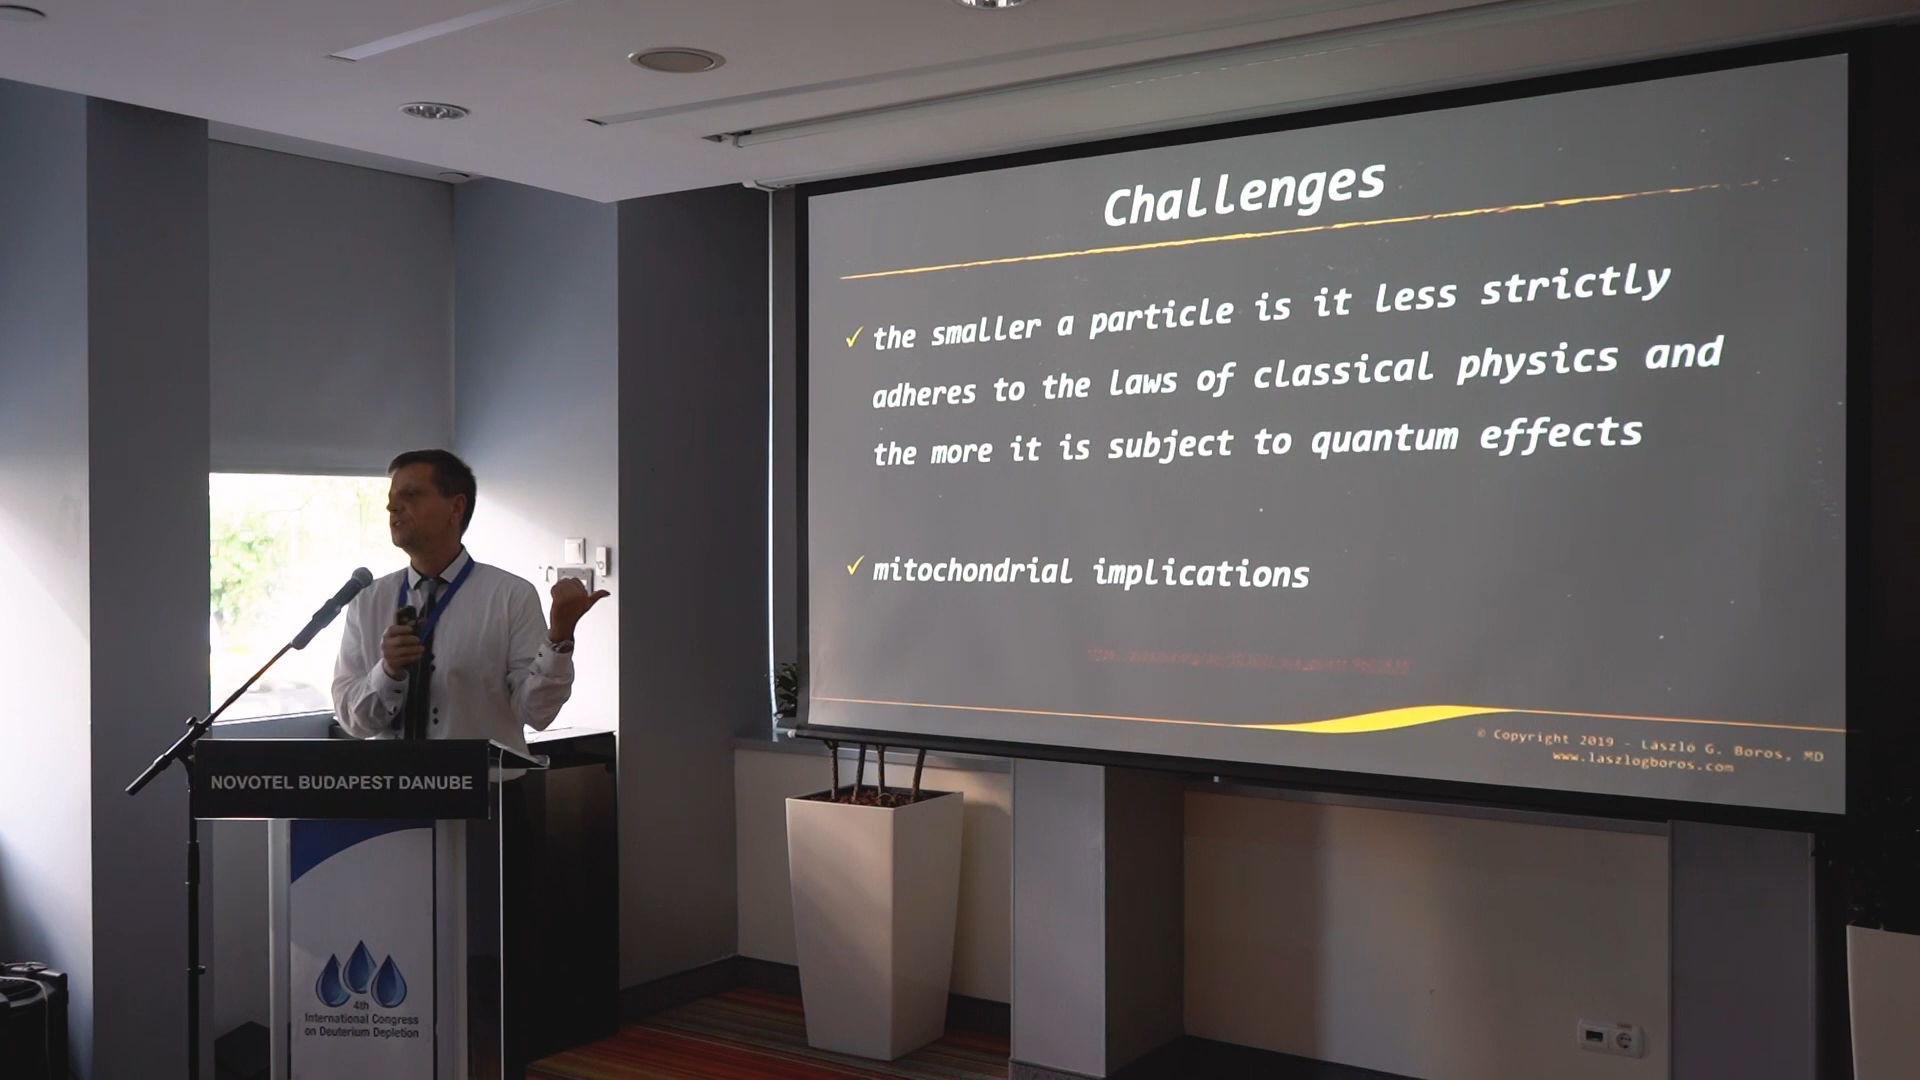 Challenges
✓ the smaller a particle is it less strictly
adheres to the laws of classical physics and
the more it is subject to quantum effects
✓ mitochondrial implications
© Copyright 2019 - László G. Boros, MD
www.laszlogboros.com
NOVOTEL BUDAPEST DANUBE
4th
International Congress
on Deuterium Depletion